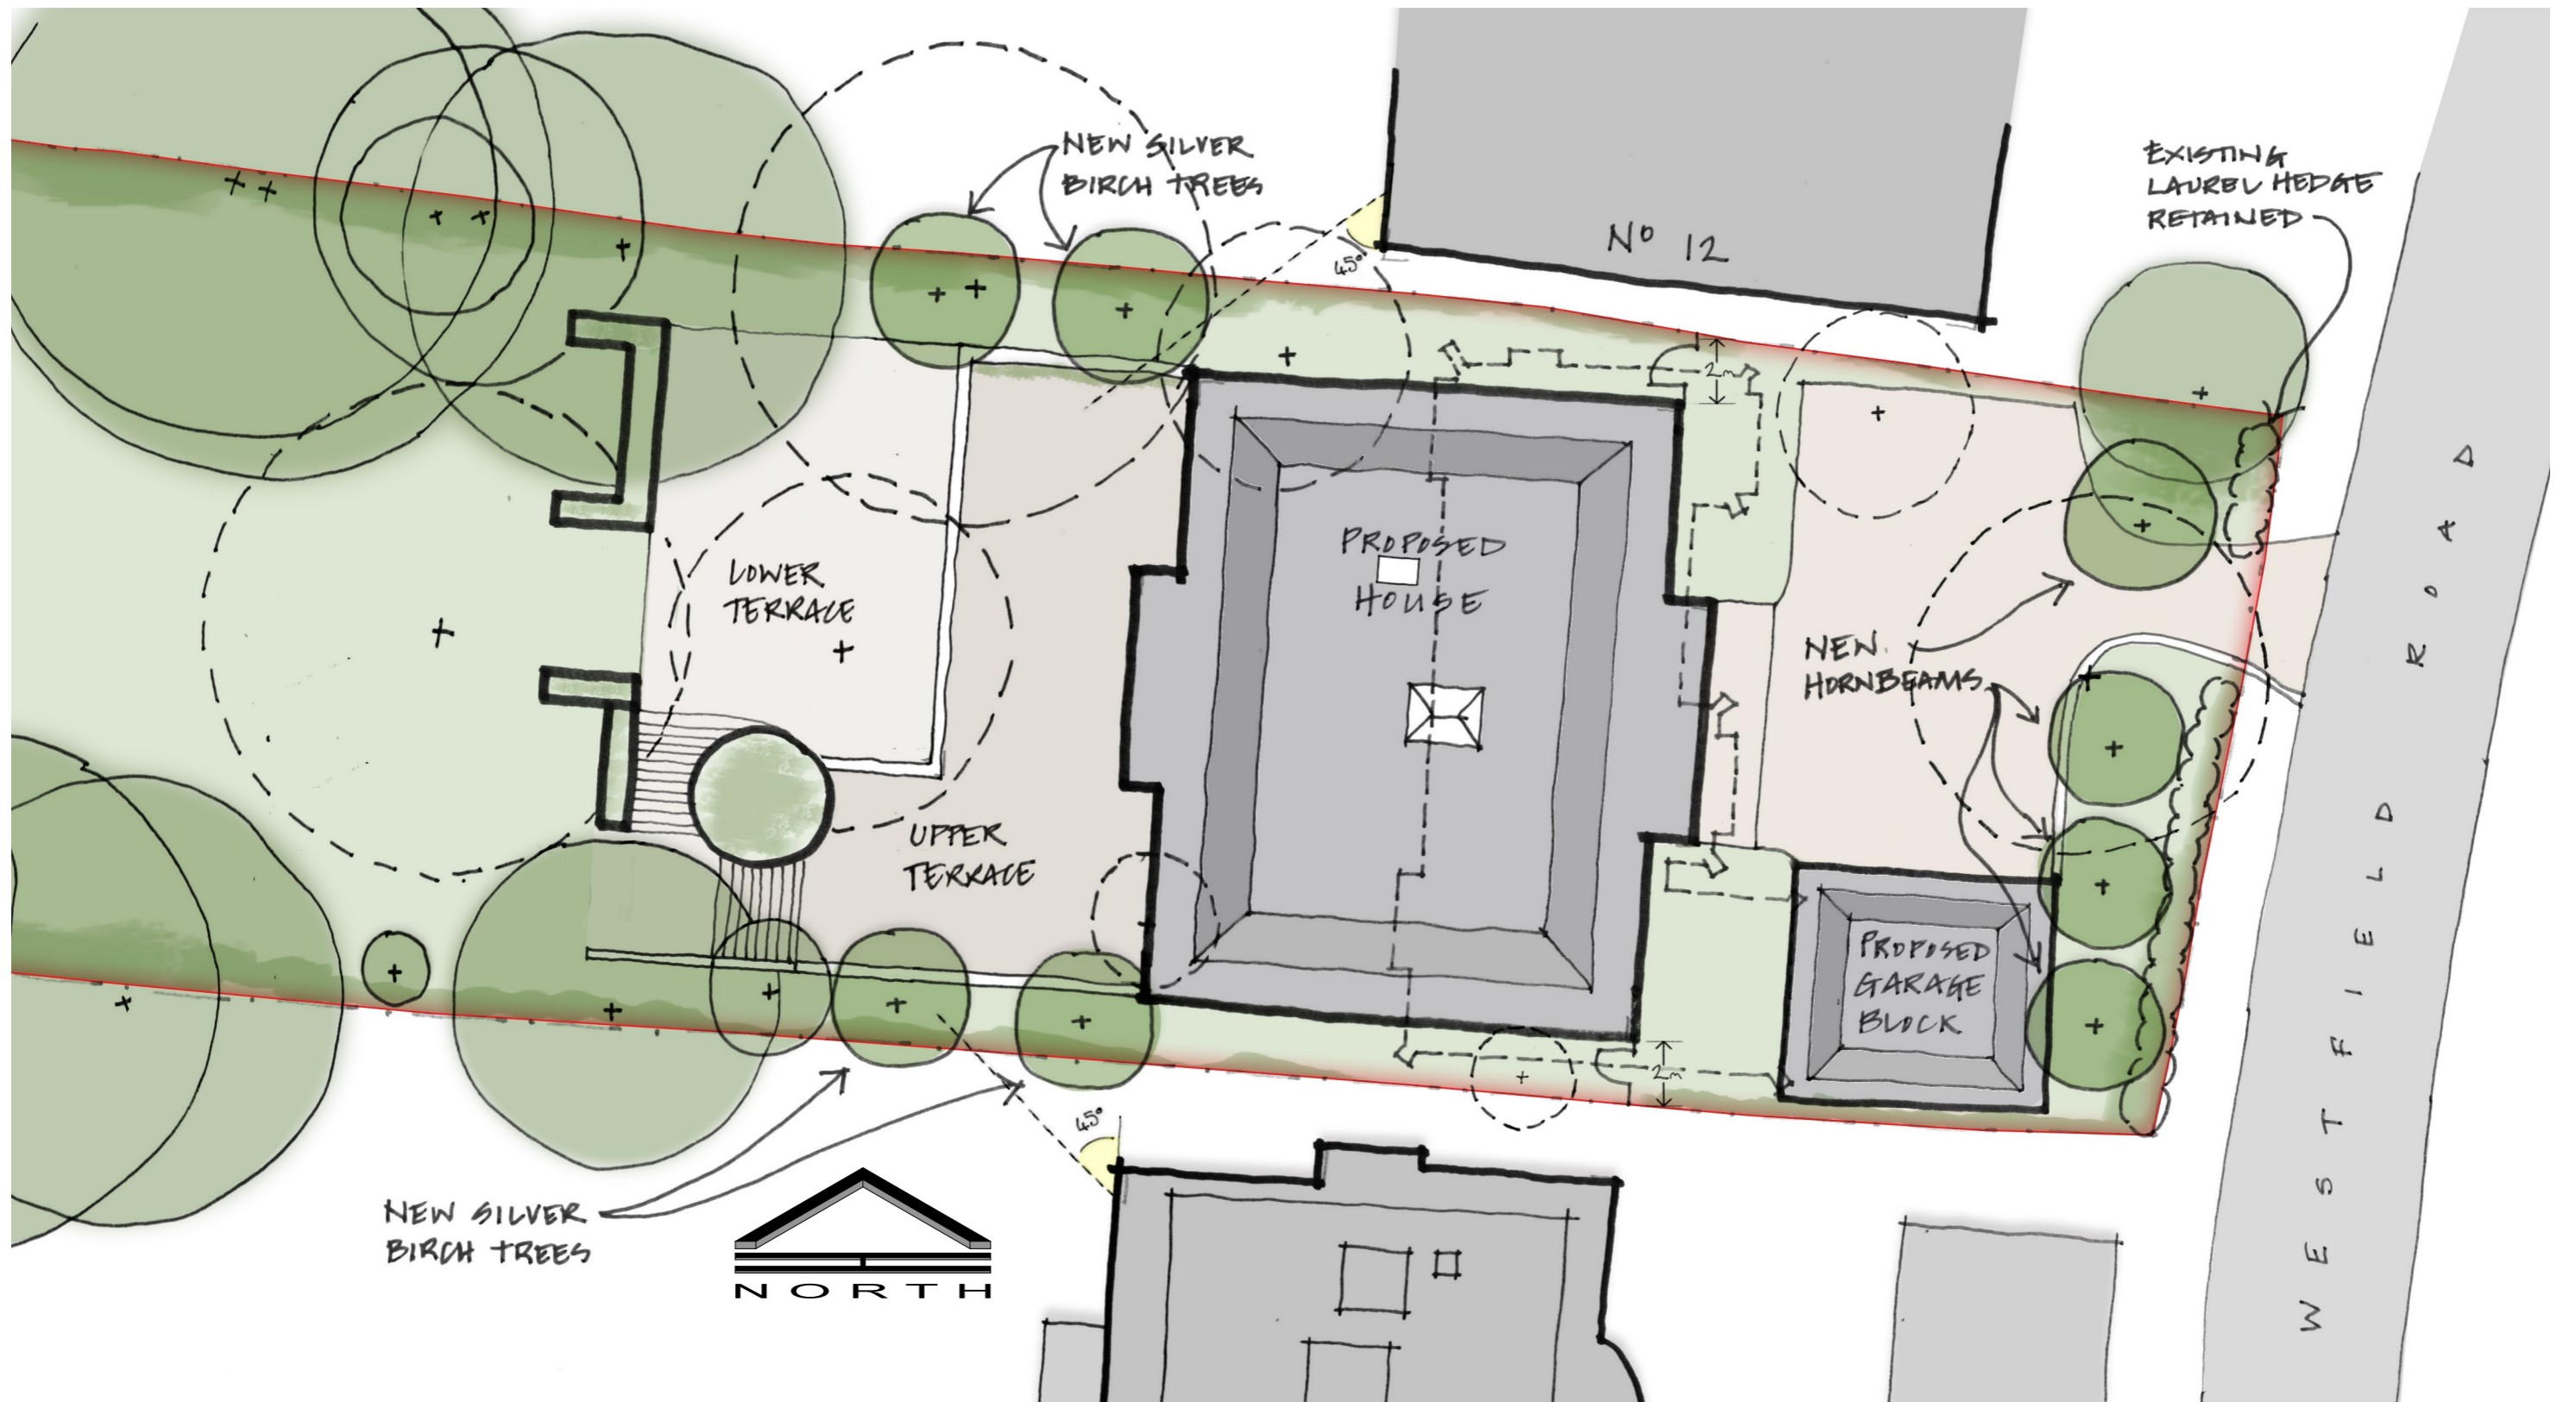 NEW SILVER
BIRCH TREES
Nº 12
EXISTING
LAUREL HEDGE
RETAINED
45°
2m
PROPOSED
HOUSE
LOWER
TERRACE
NEW
HORNBEAMS
UPPER
TERRACE
PROPOSED
GARAGE
BLOCK
2m
45°
NEW SILVER
BIRCH TREES
NORTH
WESTFIELD ROAD